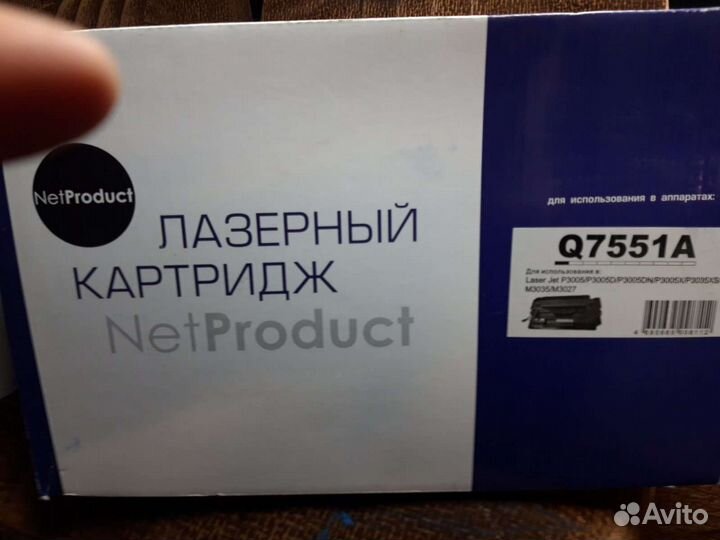 NetProduct
ЛАЗЕРНЫЙ
КАРТРИДЖ
NetProduct
для использования в аппаратах:
Q7551A
Для использования в:
Laser Jet P3005/P3005D/P3005DN/P3005X/P3035XS/
M3035/M3027
Avito